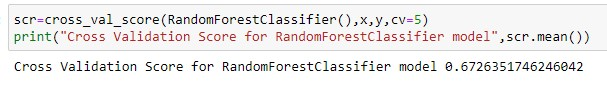 scr=cross_val_score(RandomForestClassifier(),x,y,cv=5)
print("Cross Validation Score for RandomForestClassifier model",scr.mean())
Cross Validation Score for RandomForestClassifier model 0.6726351746246042